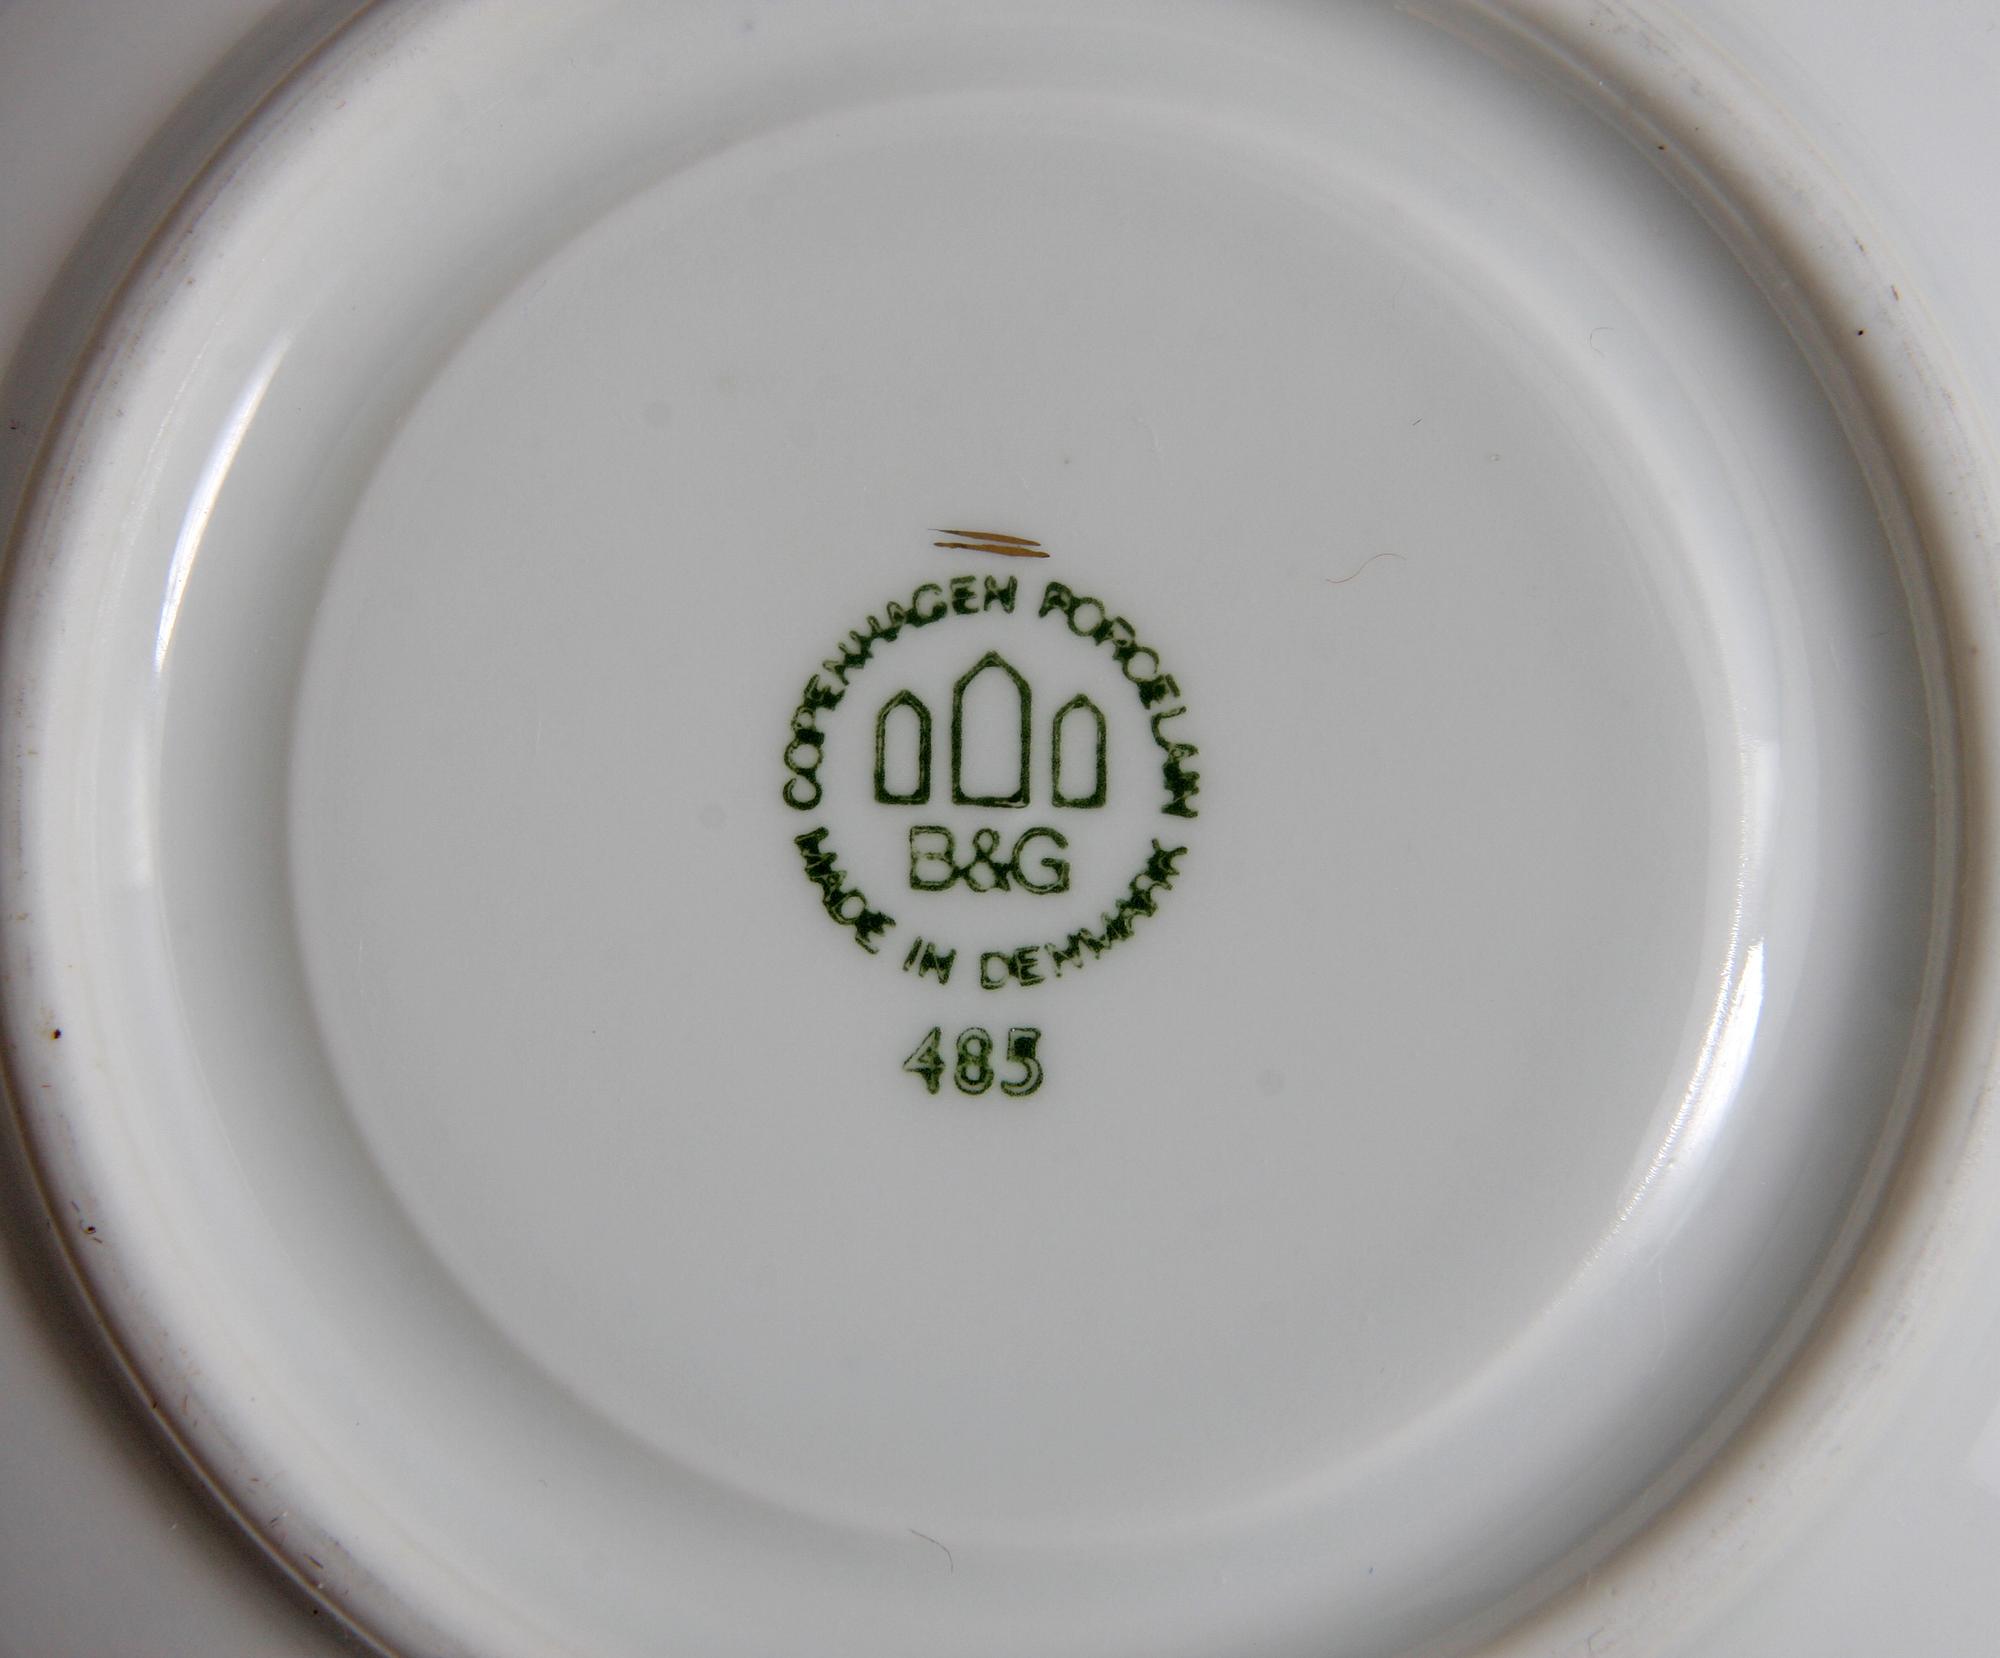 COPENHAGEN PORCELAIN
B&G
MADE IN DENMARK
485